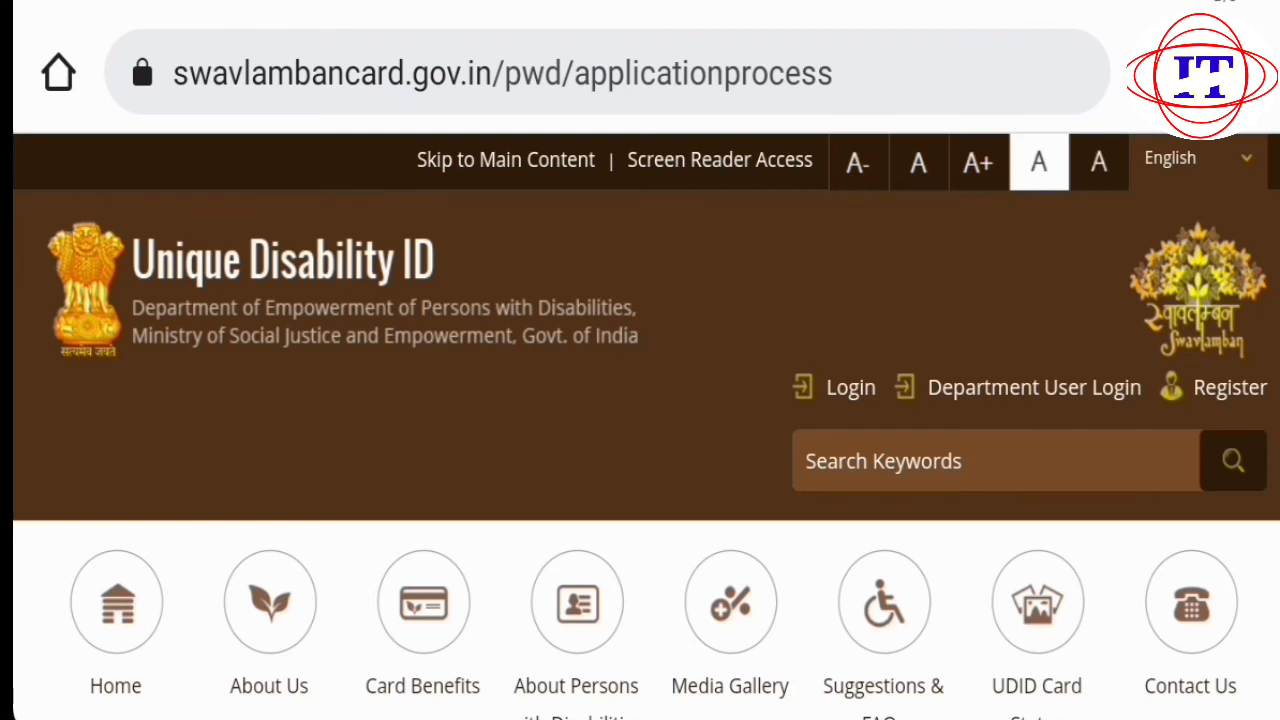 swavlambancard.gov.in/pwd/applicationprocess
IT
Skip to Main Content | Screen Reader Access A- A A+ A A English
Unique Disability ID
Department of Empowerment of Persons with Disabilities,
Ministry of Social Justice and Empowerment, Govt. of India
सत्यमेव जयते
स्वावलम्बन
Swavlamban
Login Department User Login Register
Search Keywords
Home About Us Card Benefits About Persons Media Gallery Suggestions & UDID Card Contact Us